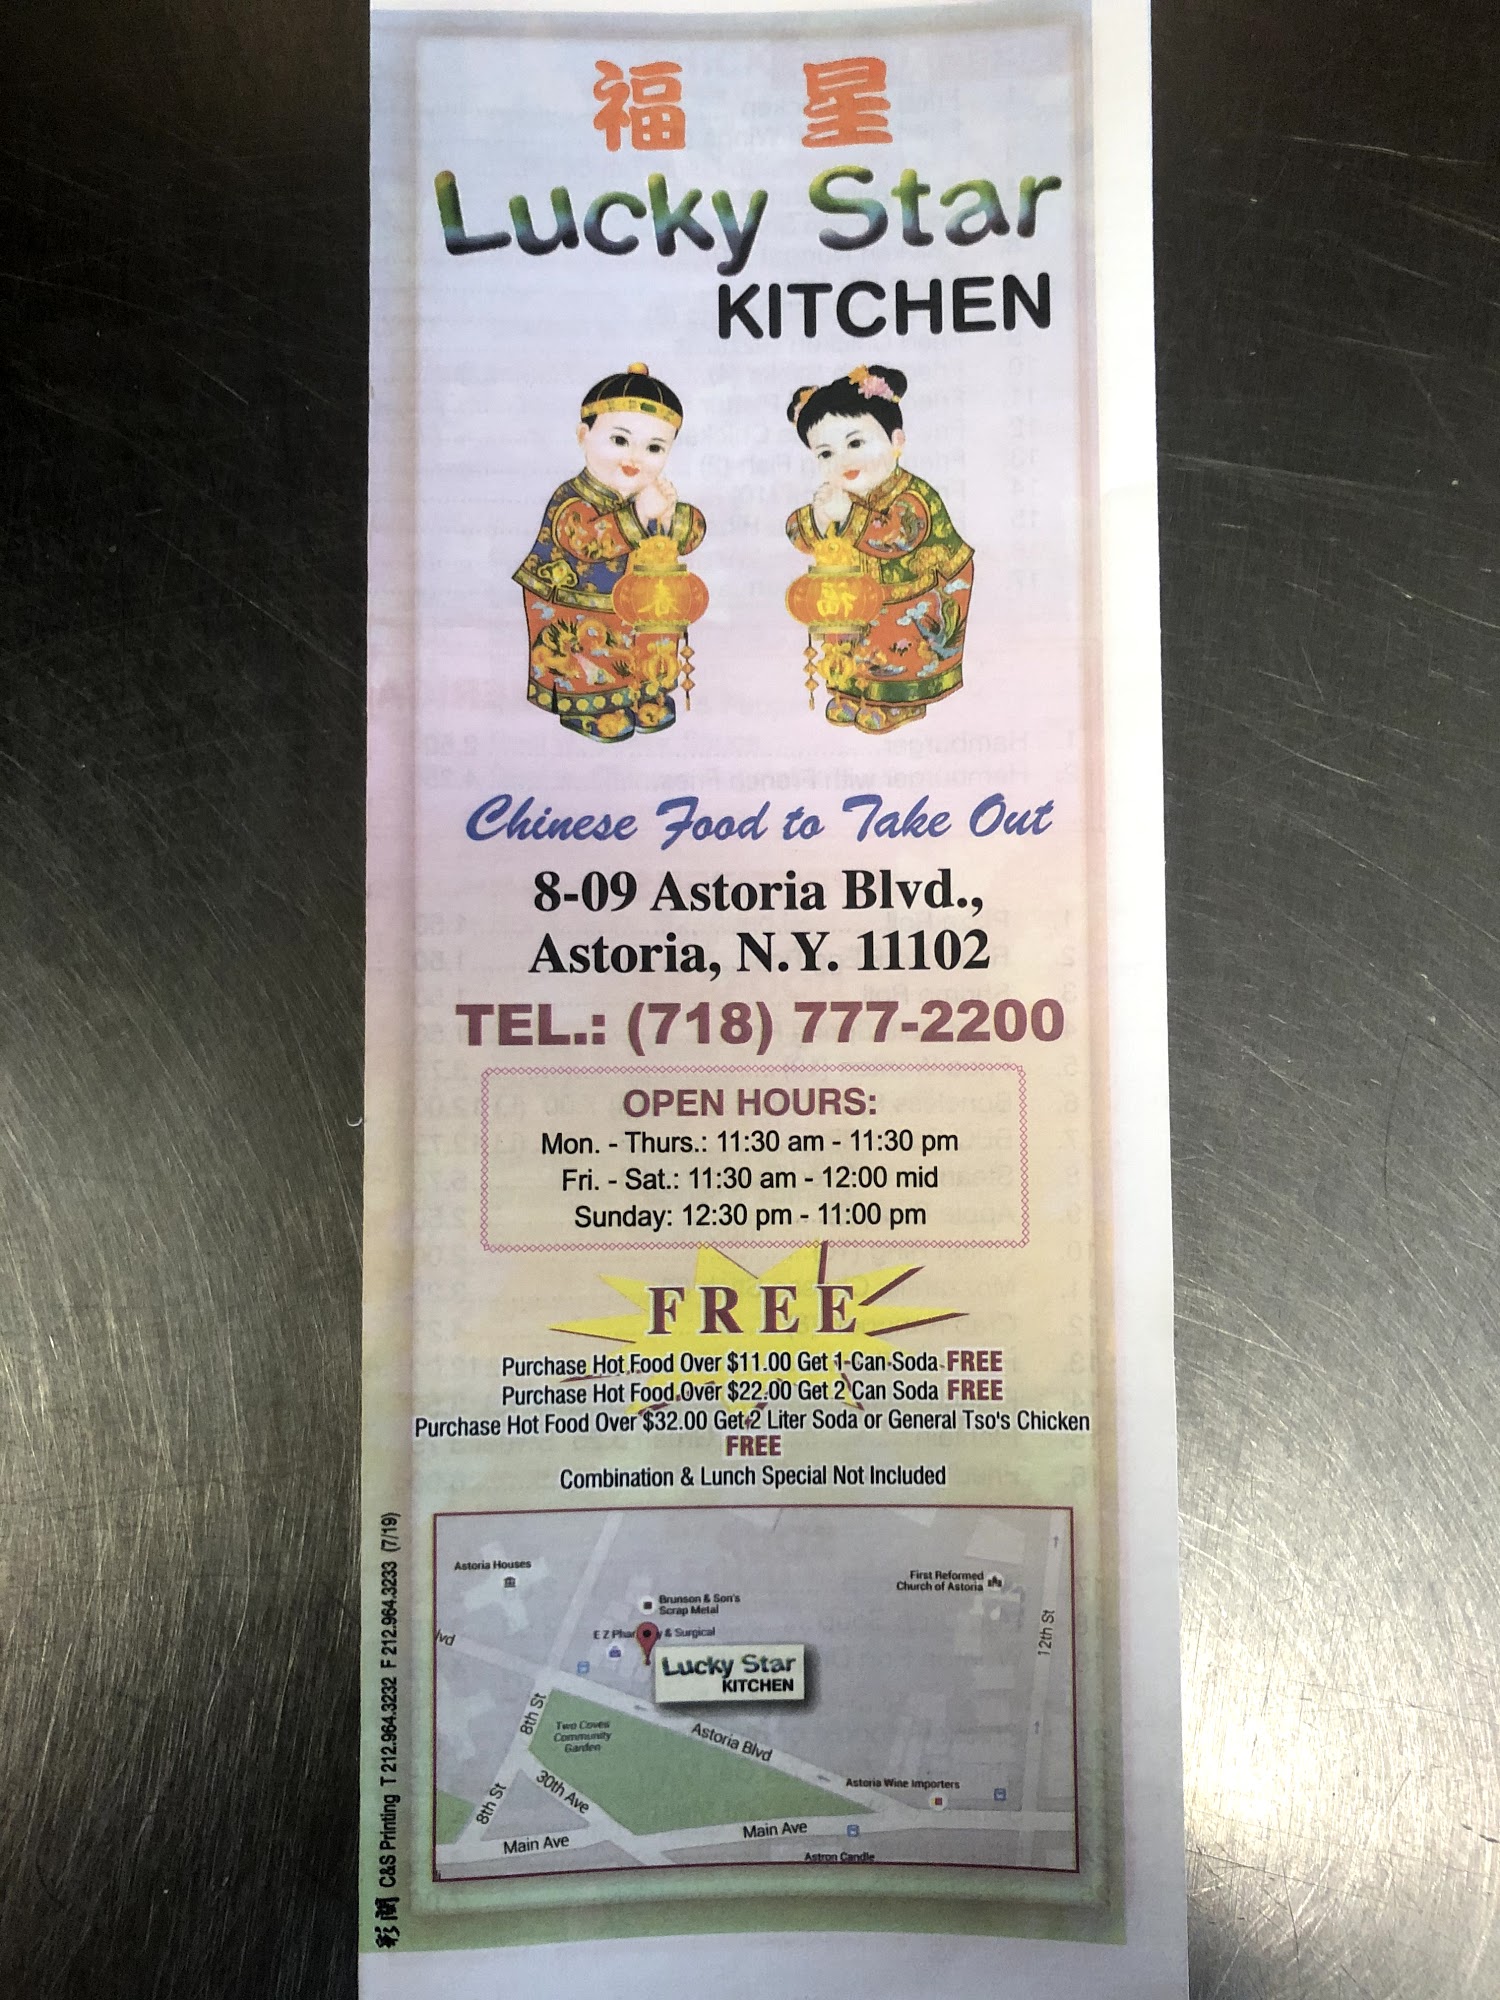 福 星
Lucky Star
KITCHEN
春 福
Chinese Food to Take Out
8-09 Astoria Blvd.,
Astoria, N.Y. 11102
TEL.: (718) 777-2200
OPEN HOURS:
Mon. - Thurs.: 11:30 am - 11:30 pm
Fri. - Sat.: 11:30 am - 12:00 mid
Sunday: 12:30 pm - 11:00 pm
FREE
Purchase Hot Food Over $11.00 Get 1 Can Soda FREE
Purchase Hot Food Over $22.00 Get 2 Can Soda FREE
Purchase Hot Food Over $32.00 Get 2 Liter Soda or General Tso's Chicken
FREE
Combination & Lunch Special Not Included
Astoria Houses
First Reformed
Church of Astoria
Brunson & Son's
Scrap Metal
E Z Phar y & Surgical
lvd
12th St
Lucky Star
KITCHEN
8th St
Two Coves
Community
Garden
Astoria Blvd
30th Ave
8th St
Astoria Wine Importers
Main Ave
Main Ave
Astron Candle
彩蘭 C&S Printing T 212.964.3232 F 212.964.3233 (7/19)